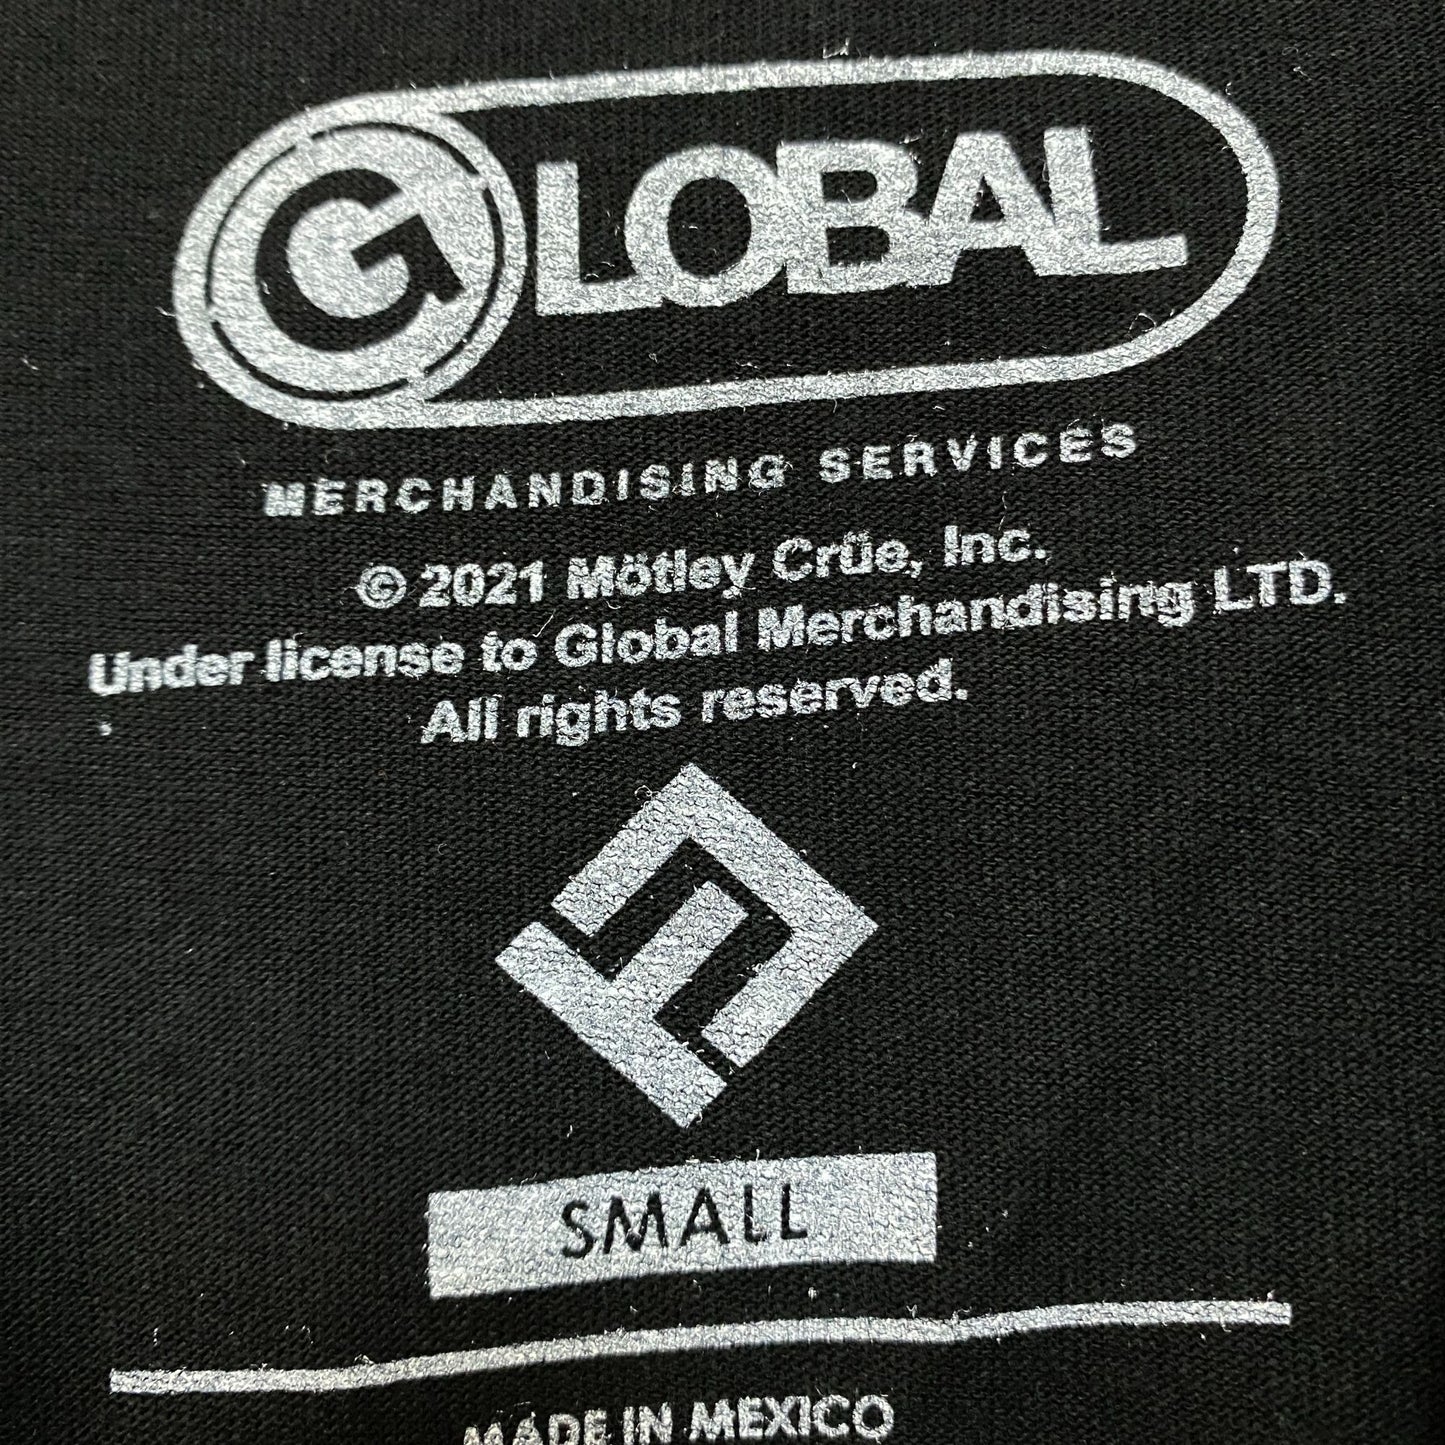 GLOBAL
MERCHANDISING SERVICES
© 2021 Mötley Crüe, Inc.
Under license to Global Merchandising LTD.
All rights reserved.
SMALL
MADE IN MEXICO